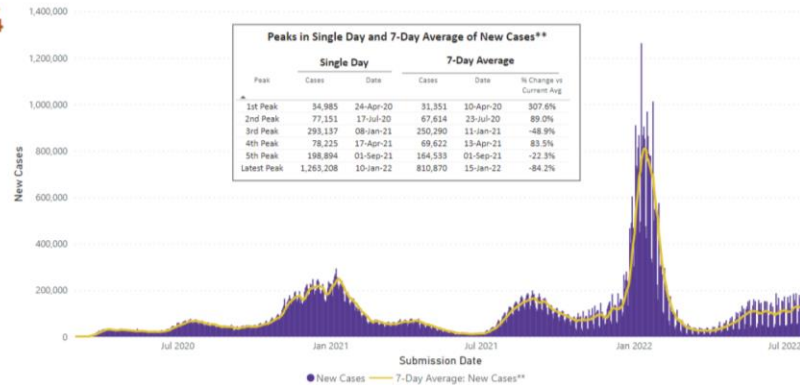 4
1,400,000
1,200,000
1,000,000
800,000
600,000
400,000
200,000
0
New Cases
Peaks in Single Day and 7-Day Average of New Cases**
Single Day 7-Day Average
Peak Cases Date Cases Date % Change vs
Current Avg
1st Peak 34,985 24-Apr-20 31,351 10-Apr-20 307.6%
2nd Peak 77,151 17-Jul-20 67,614 23-Jul-20 89.0%
3rd Peak 293,137 08-Jan-21 250,290 11-Jan-21 -48.9%
4th Peak 78,225 17-Apr-21 69,622 13-Apr-21 83.5%
5th Peak 198,894 01-Sep-21 164,533 01-Sep-21 -22.3%
Latest Peak 1,263,208 10-Jan-22 810,870 15-Jan-22 -84.2%
Jul 2020 Jan 2021 Jul 2021 Jan 2022 Jul 2022
Submission Date
New Cases 7-Day Average: New Cases**